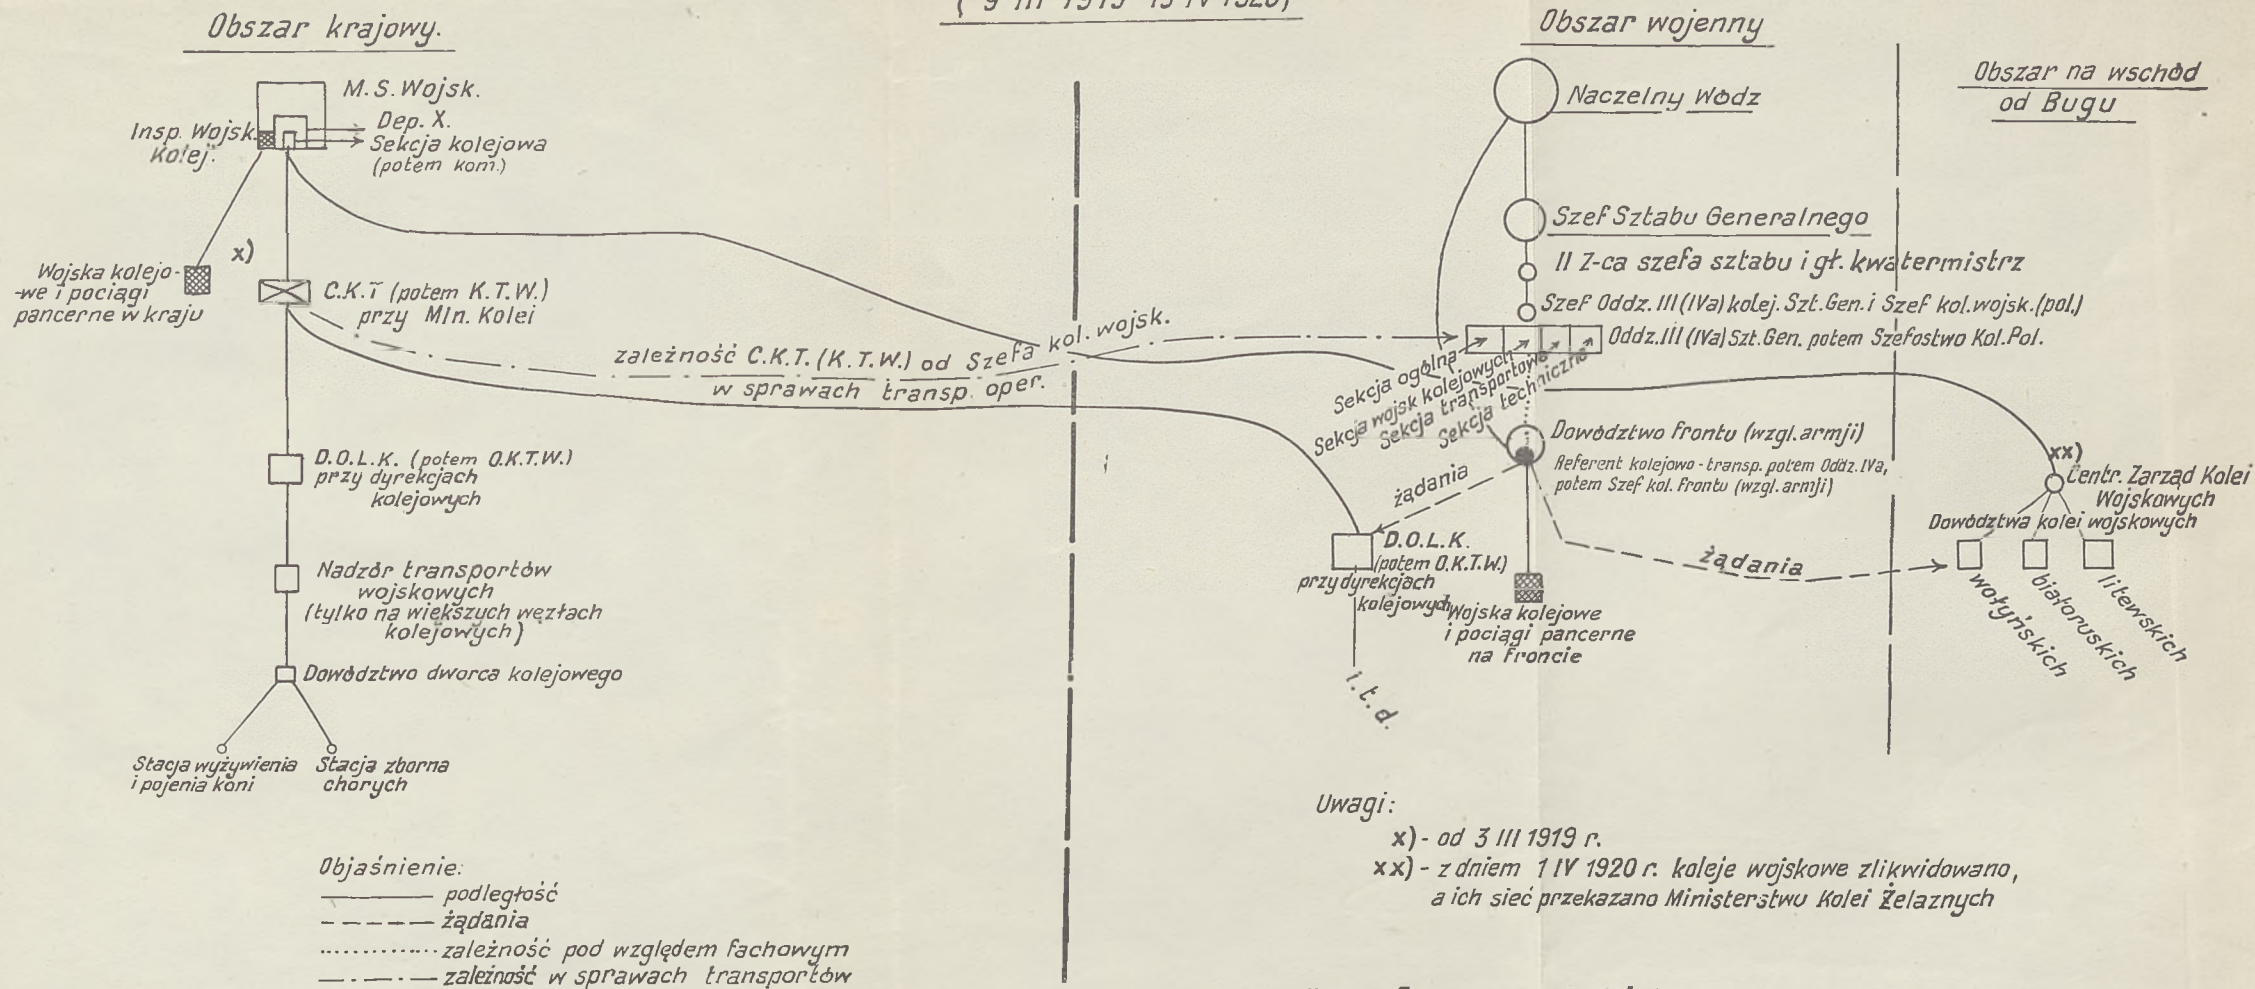 ( 9 III 1919 15 IV 1920)
Obszar krajowy.
M.S. Wojsk.
Dep. X.
Sekcja kolejowa
(potem kom.)
Insp. Wojsk.
Kolej.
x)
Wojska kolejo-
-we i pociągi
pancerne w kraju
C.K.T (potem K.T.W.)
przy Min. Kolei
zależność C.K.T. (K.T.W.) od Szefa kol. wojsk.
w sprawach transp. oper.
D.O.L.K. (potem O.K.T.W.)
przy dyrekcjach
kolejowych
Nadzór transportów
wojskowych
(tylko na większych węzłach
kolejowych)
Dowództwo dworca kolejowego
Stacja wyżywienia
i pojenia koni
Stacja zborna
chorych
Objaśnienie:
podległość
żądania
zależność pod względem fachowym
zależność w sprawach transportów
Obszar wojenny
Naczelny Wódz
Szef Sztabu Generalnego
II Z-ca szefa sztabu i gł. kwatermistrz
Szef Oddz. III (IVa) kolej. Szt. Gen. i Szef kol. wojsk. (pol.)
Oddz. III (IVa) Szt. Gen. potem Szefostwo Kol. Pol.
Sekcja ogólna
Sekcja wojsk kolejowych
Sekcja transportowa
Sekcja techniczna
Dowództwo frontu (wzgl. armji)
Referent kolejowo - transp. potem Oddz. IVa,
potem Szef kol. frontu (wzgl. armji)
żądania
D.O.L.K.
(potem O.K.T.W.)
przy dyrekcjach
kolejowych
i. t. d.
Wojska kolejowe
i pociągi pancerne
na froncie
żądania
Obszar na wschód
od Bugu
xx)
Centr. Zarząd Kolei
Wojskowych
Dowództwa kolei wojskowych
wołyńskich
białoruskich
litewskich
Uwagi:
x) - od 3 III 1919 r.
xx) - z dniem 1 IV 1920 r. koleje wojskowe zlikwidowano,
a ich sieć przekazano Ministerstwu Kolei Żelaznych